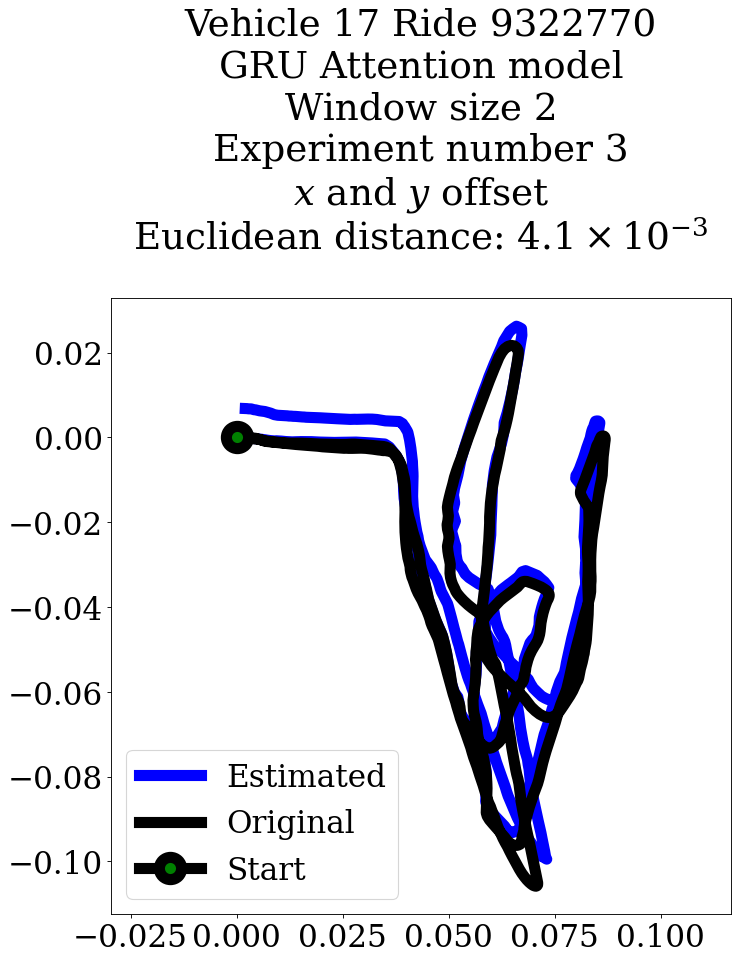 Vehicle 17 Ride 9322770
GRU Attention model
Window size 2
Experiment number 3
x and y offset
Euclidean distance: 4.1 × 10⁻³
0.02
0.00
−0.02
−0.04
−0.06
−0.08
−0.10
Estimated
Original
Start
−0.025 0.000 0.025 0.050 0.075 0.100